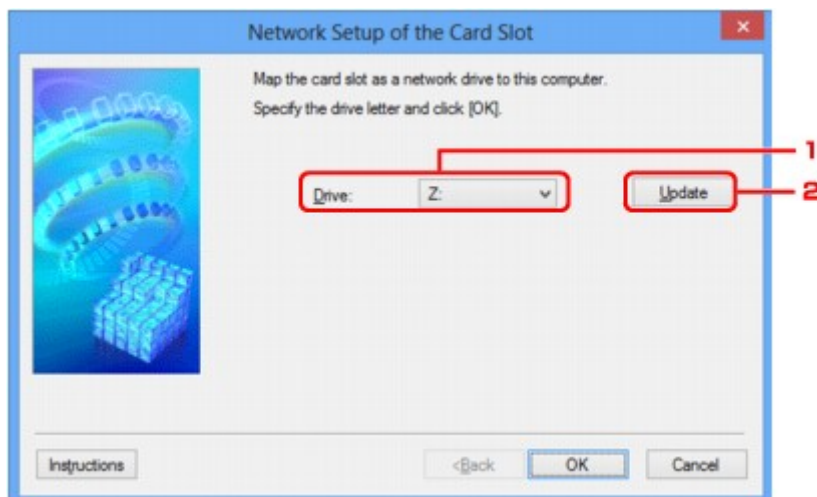 Network Setup of the Card Slot
Map the card slot as a network drive to this computer.
Specify the drive letter and click [OK].
1
Drive: Z: Update
2
Instructions <Back OK Cancel